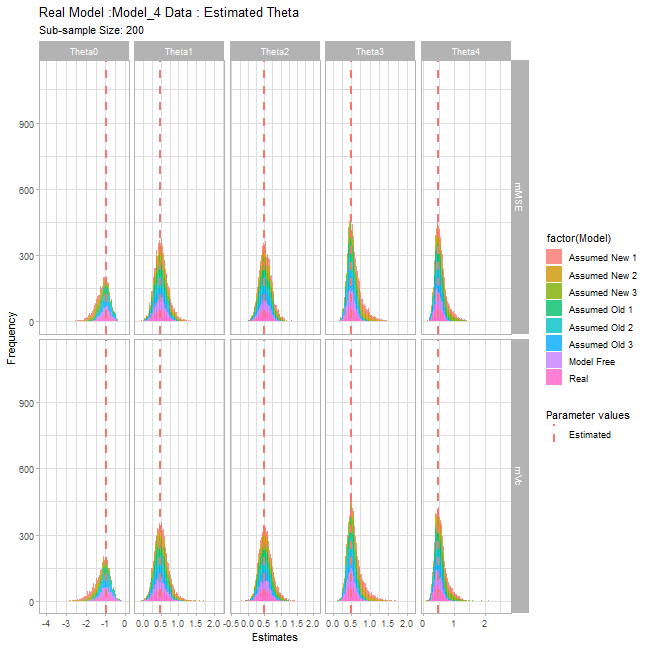 Real Model :Model_4 Data : Estimated Theta
Sub-sample Size: 200
Theta0 Theta1 Theta2 Theta3 Theta4
900
600
300
0
mMSE
900
600
300
0
mVc
Frequency
-4 -3 -2 -1 0 0.0 0.5 1.0 1.5 2.0 -0.5 0.0 0.5 1.0 1.5 2.0 0.0 0.5 1.0 1.5 2.0 0 1 2
Estimates
factor(Model)
Assumed New 1
Assumed New 2
Assumed New 3
Assumed Old 1
Assumed Old 2
Assumed Old 3
Model Free
Real
Parameter values
Estimated